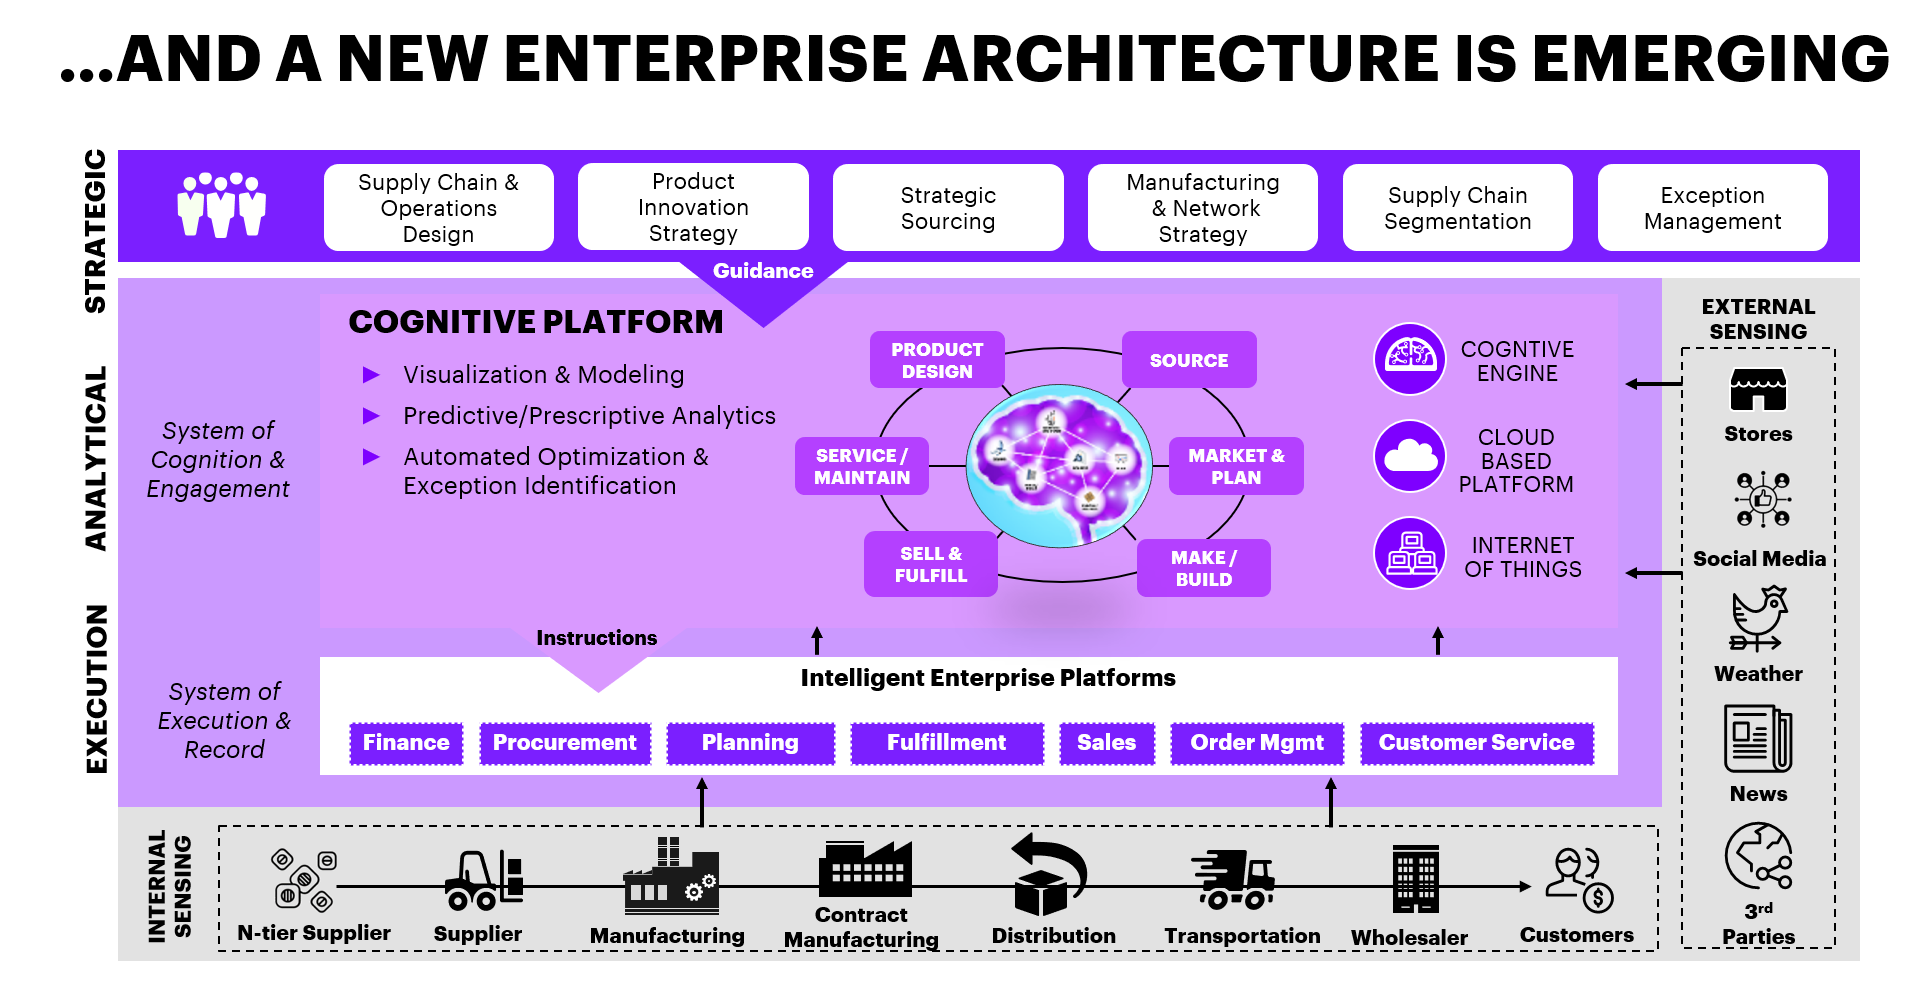 ...AND A NEW ENTERPRISE ARCHITECTURE IS EMERGING
STRATEGIC
Supply Chain &
Operations
Design
Product
Innovation
Strategy
Strategic
Sourcing
Manufacturing
& Network
Strategy
Supply Chain
Segmentation
Exception
Management
Guidance
ANALYTICAL
System of
Cognition &
Engagement
COGNITIVE PLATFORM
Visualization & Modeling
Predictive/Prescriptive Analytics
Automated Optimization &
Exception Identification
PRODUCT
DESIGN
SOURCE
SERVICE /
MAINTAIN
MARKET &
PLAN
SELL &
FULFILL
MAKE /
BUILD
COGNTIVE
ENGINE
CLOUD
BASED
PLATFORM
INTERNET
OF THINGS
Instructions
EXECUTION
System of
Execution &
Record
Intelligent Enterprise Platforms
Finance
Procurement
Planning
Fulfillment
Sales
Order Mgmt
Customer Service
EXTERNAL
SENSING
Stores
Social Media
Weather
News
3rd
Parties
INTERNAL
SENSING
N-tier Supplier
Supplier
Manufacturing
Contract
Manufacturing
Distribution
Transportation
Wholesaler
Customers